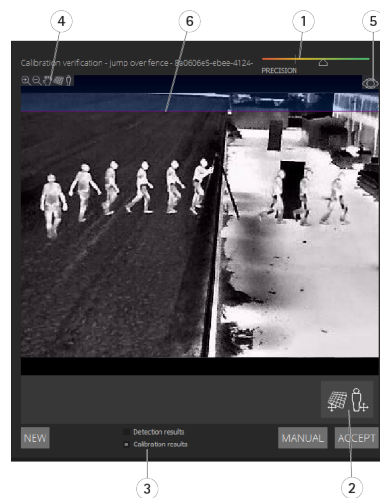 6
1
4
5
Calibration verification - jump over fence - 8a0606e5-ebee-4124-
PRECISION
Detection results
Calibration results
NEW
MANUAL
ACCEPT
3
2